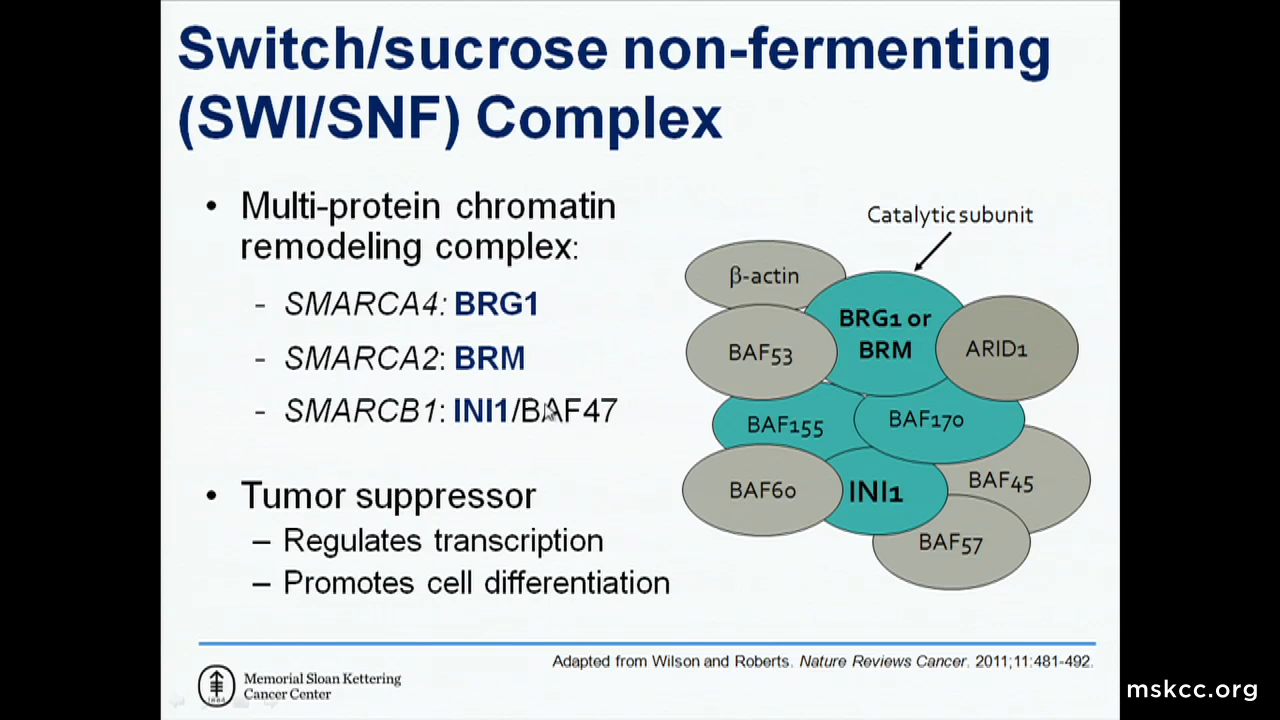 Switch/sucrose non-fermenting
(SWI/SNF) Complex
• Multi-protein chromatin
remodeling complex:
- SMARCA4: BRG1
- SMARCA2: BRM
- SMARCB1: INI1/BAF47
• Tumor suppressor
– Regulates transcription
– Promotes cell differentiation
Catalytic subunit
β-actin
BRG1 or
BRM
BAF53
ARID1
BAF155
BAF170
BAF60
INI1
BAF45
BAF57
Adapted from Wilson and Roberts. Nature Reviews Cancer. 2011;11:481-492.
Memorial Sloan Kettering
Cancer Center
mskcc.org